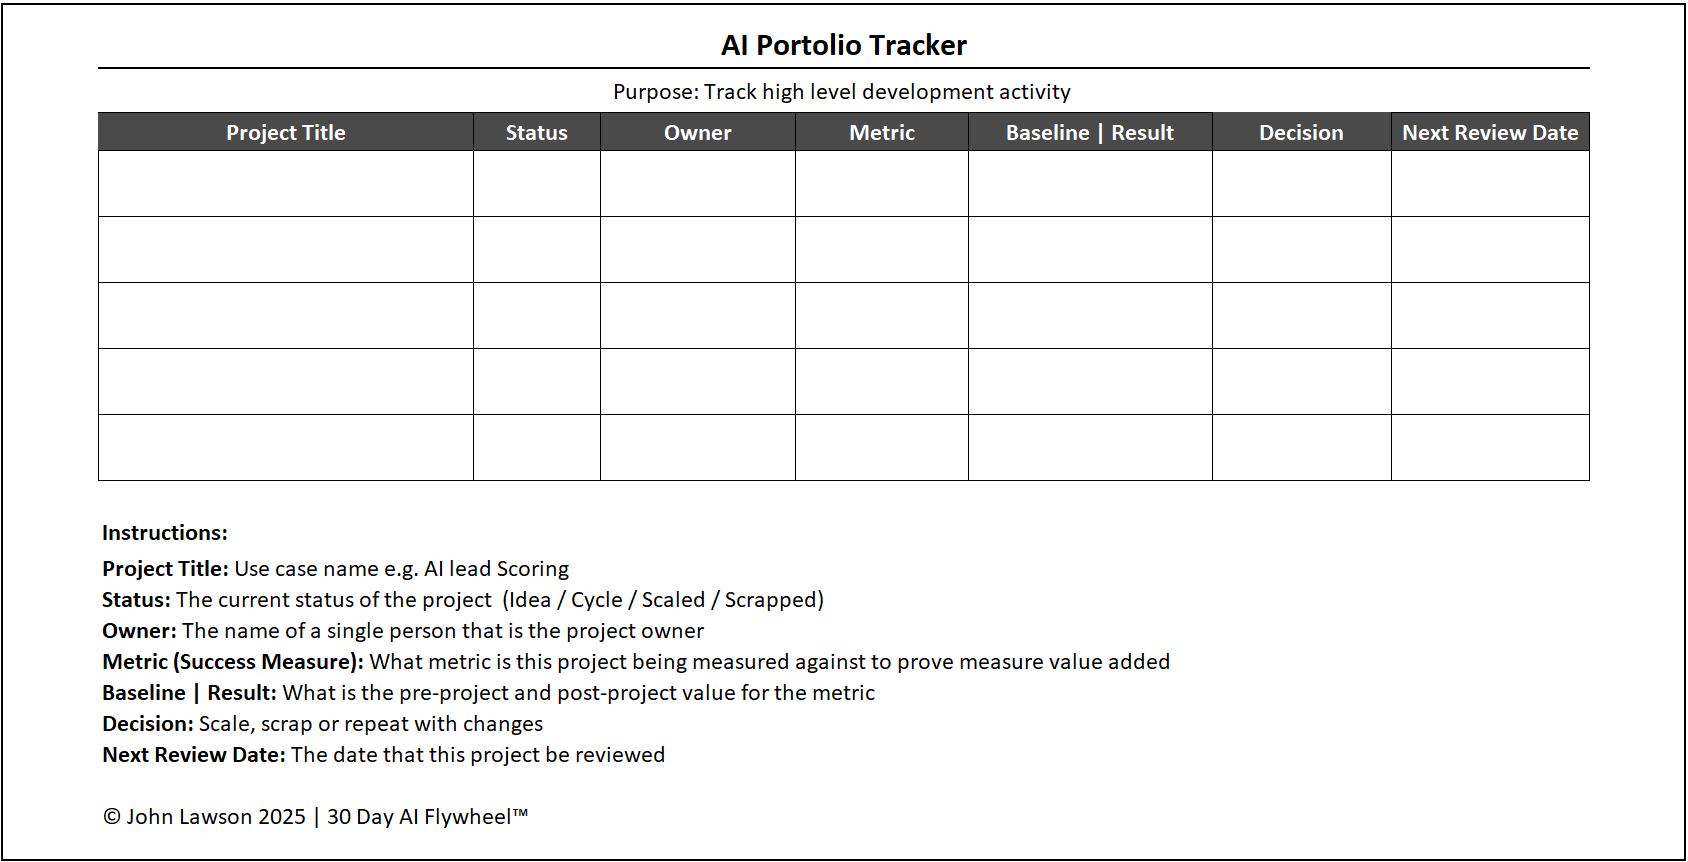 AI Portolio Tracker
Purpose: Track high level development activity
Project Title Status Owner Metric Baseline | Result Decision Next Review Date
Instructions:
Project Title: Use case name e.g. AI lead Scoring
Status: The current status of the project (Idea / Cycle / Scaled / Scrapped)
Owner: The name of a single person that is the project owner
Metric (Success Measure): What metric is this project being measured against to prove measure value added
Baseline | Result: What is the pre-project and post-project value for the metric
Decision: Scale, scrap or repeat with changes
Next Review Date: The date that this project be reviewed
© John Lawson 2025 | 30 Day AI Flywheel™